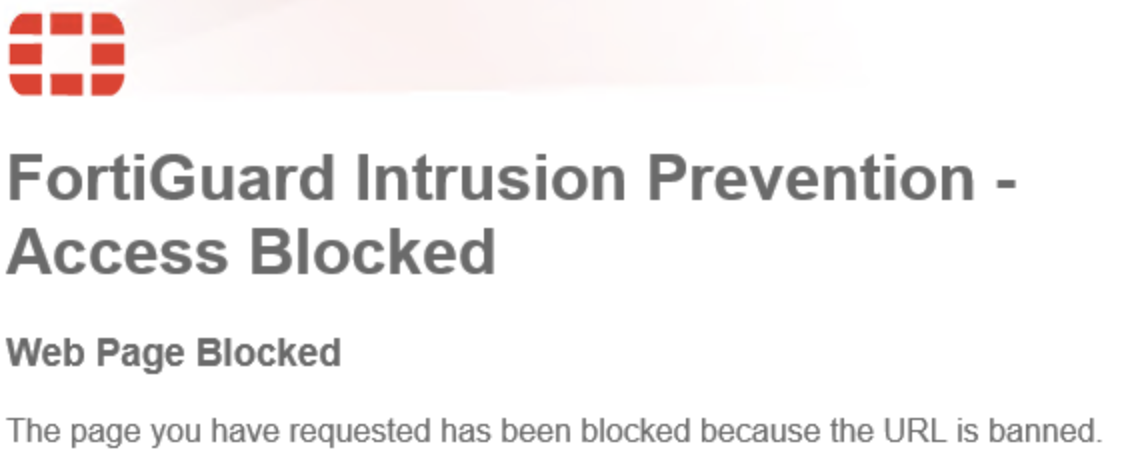 FortiGuard Intrusion Prevention -
Access Blocked
Web Page Blocked
The page you have requested has been blocked because the URL is banned.